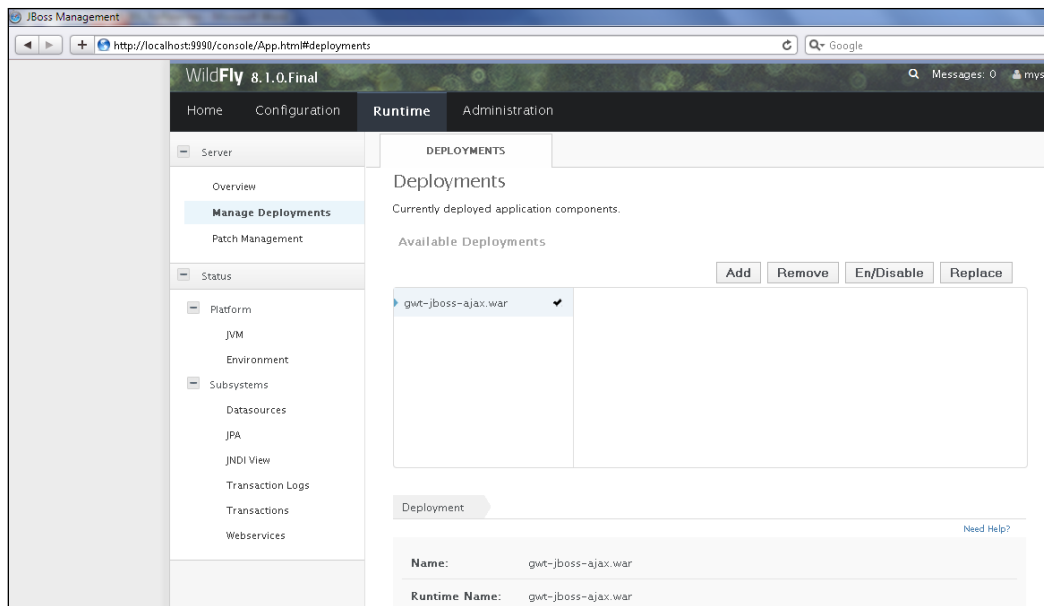 JBoss Management
http://localhost:9990/console/App.html#deployments
Google
WildFly 8.1.0.Final
Messages: 0
mys
Home Configuration Runtime Administration
Server
Overview
Manage Deployments
Patch Management
Status
Platform
JVM
Environment
Subsystems
Datasources
JPA
JNDI View
Transaction Logs
Transactions
Webservices
DEPLOYMENTS
Deployments
Currently deployed application components.
Available Deployments
Add Remove En/Disable Replace
gwt-jboss-ajax.war
Deployment
Need Help?
Name: gwt-jboss-ajax.war
Runtime Name: gwt-jboss-ajax.war